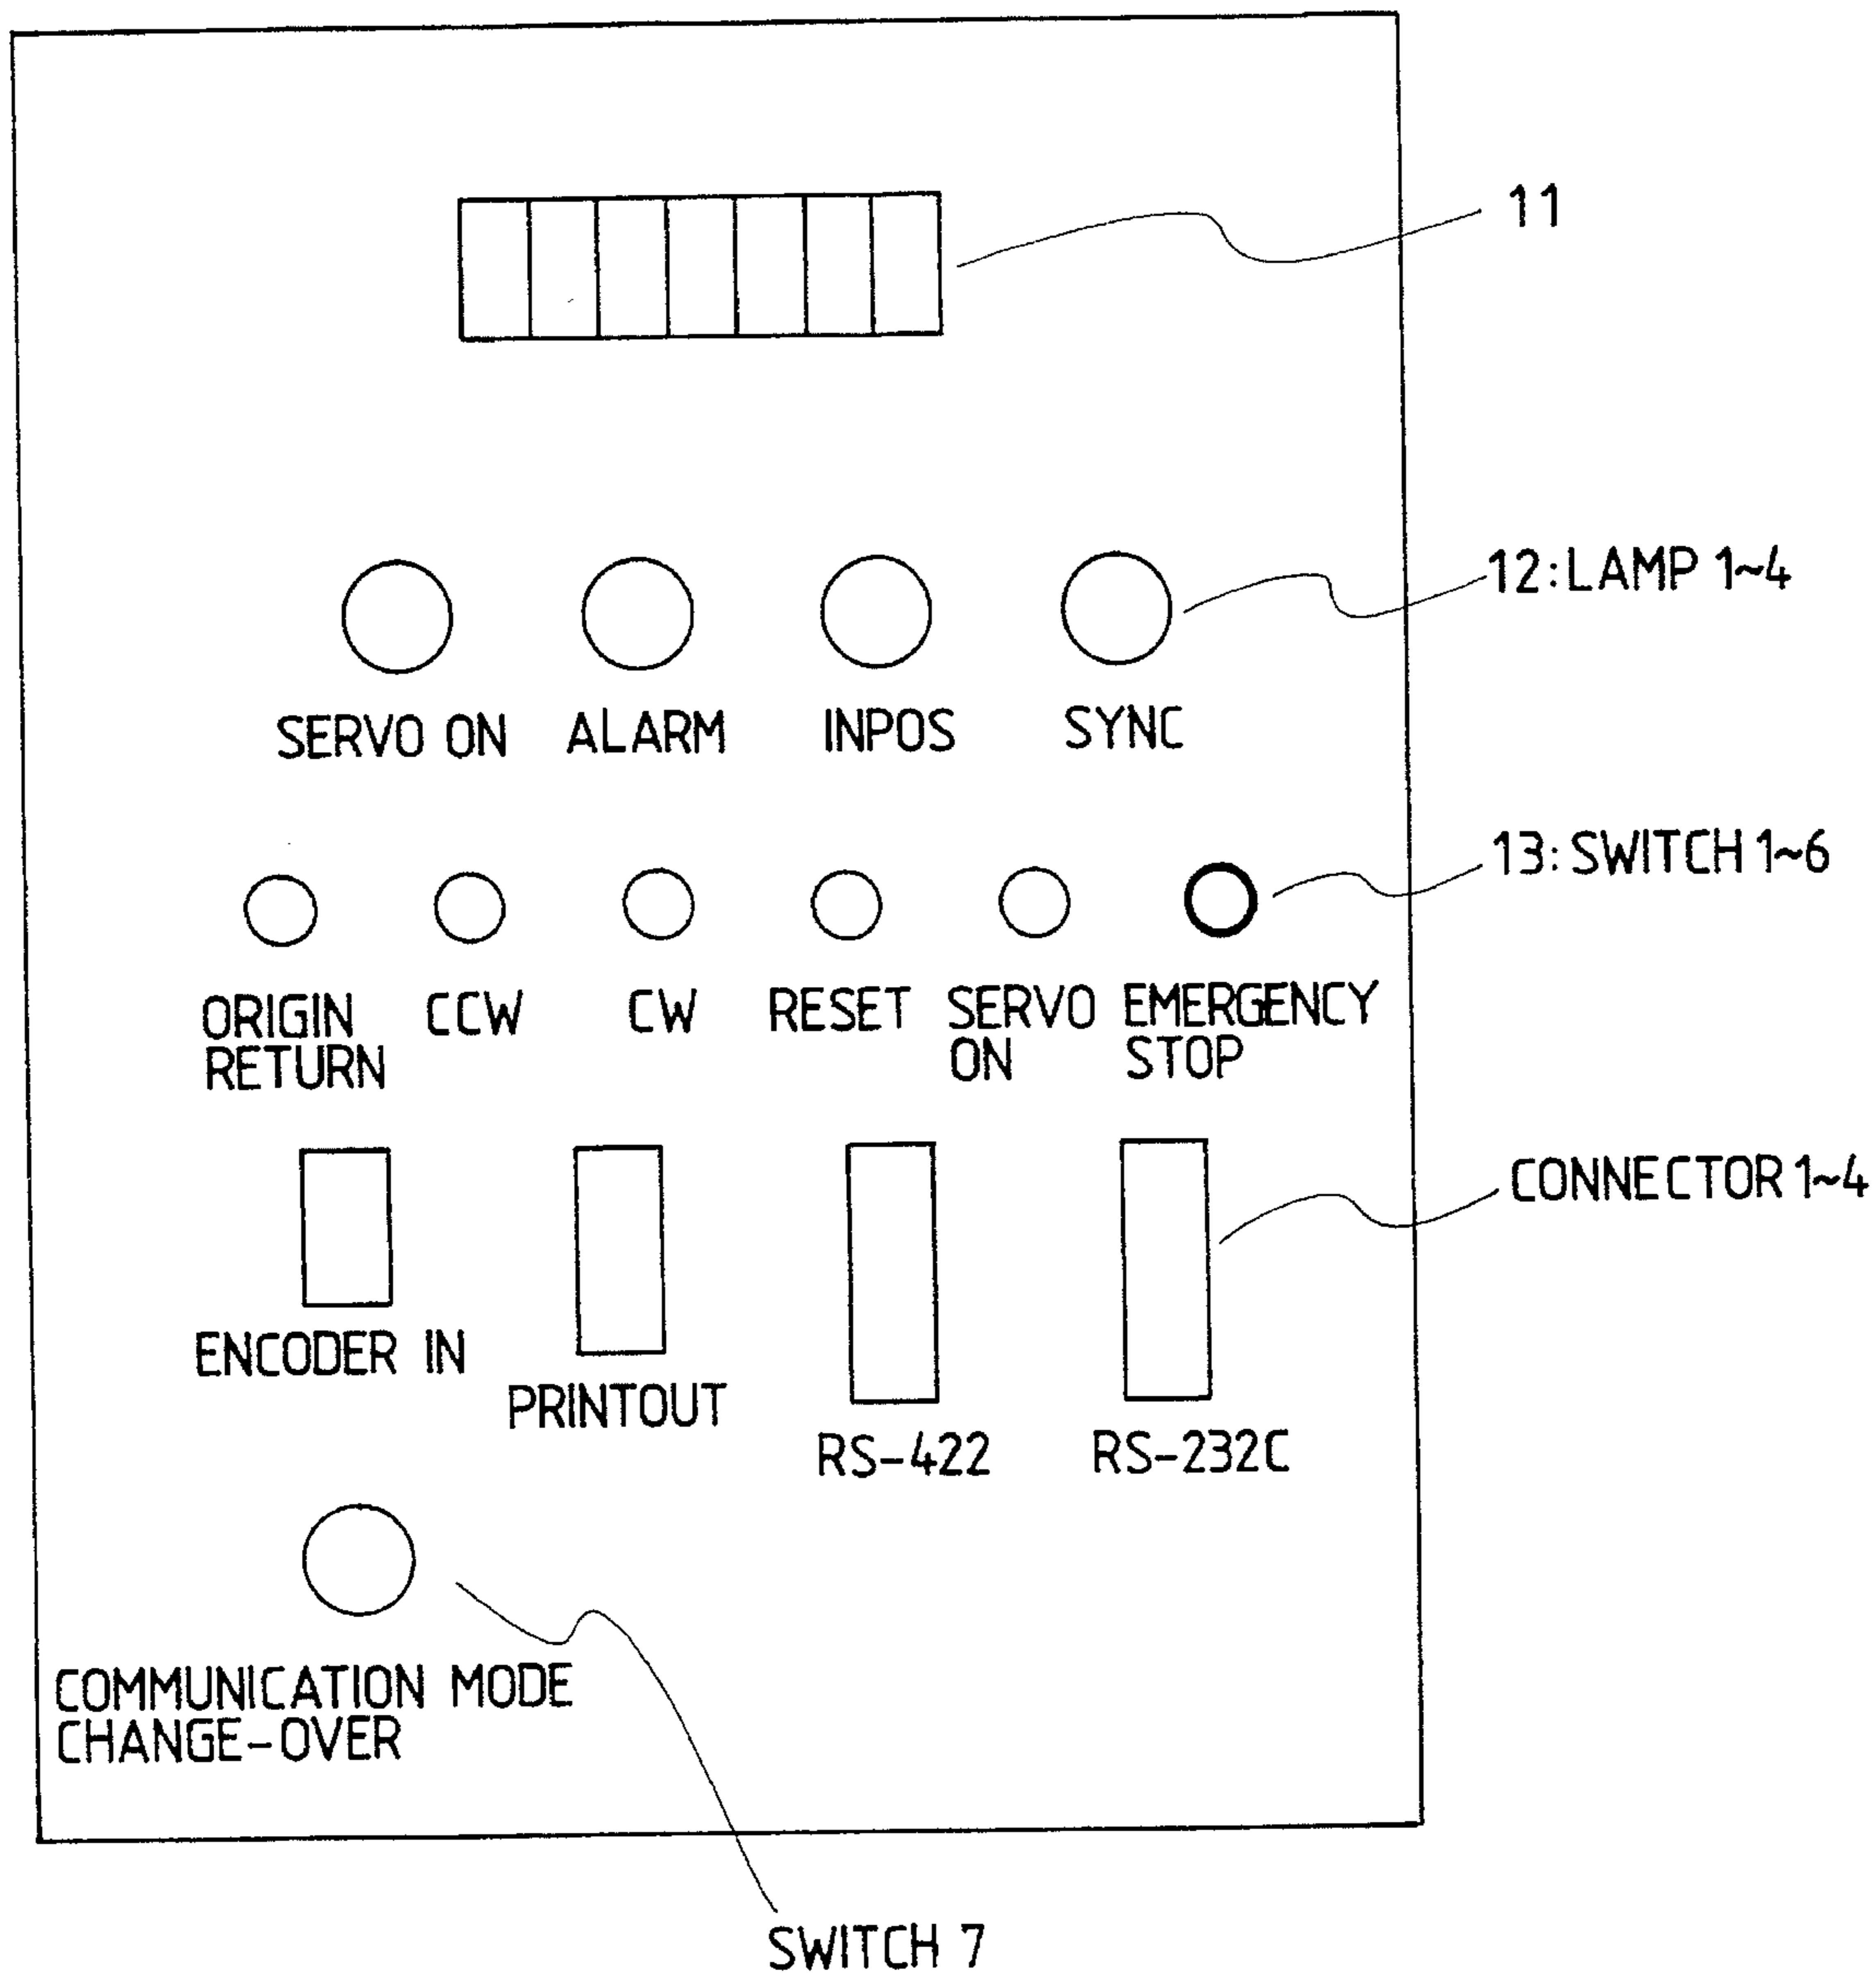 11
12:LAMP 1~4
SERVO ON ALARM INPOS SYNC
13:SWITCH 1~6
ORIGIN RETURN CCW CW RESET SERVO ON EMERGENCY STOP
CONNECTOR 1~4
ENCODER IN
PRINTOUT
RS-422 RS-232C
COMMUNICATION MODE
CHANGE-OVER
SWITCH 7